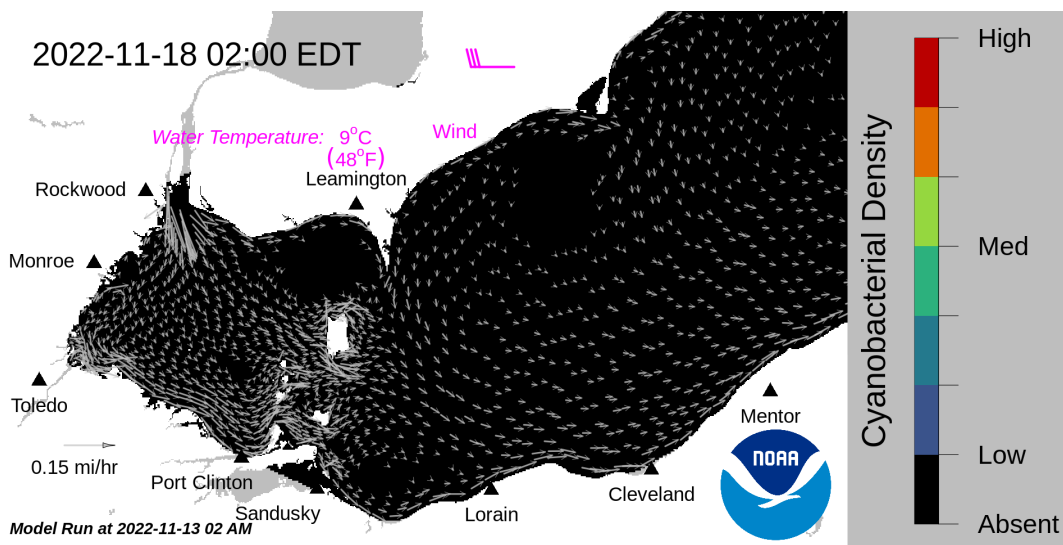 2022-11-18 02:00 EDT
Water Temperature: 9°C
(48°F)
Wind
Leamington
Rockwood
Monroe
Toledo
0.15 mi/hr
Port Clinton
Sandusky
Lorain
Cleveland
Mentor
NOAA
Model Run at 2022-11-13 02 AM
Cyanobacterial Density
High
Med
Low
Absent